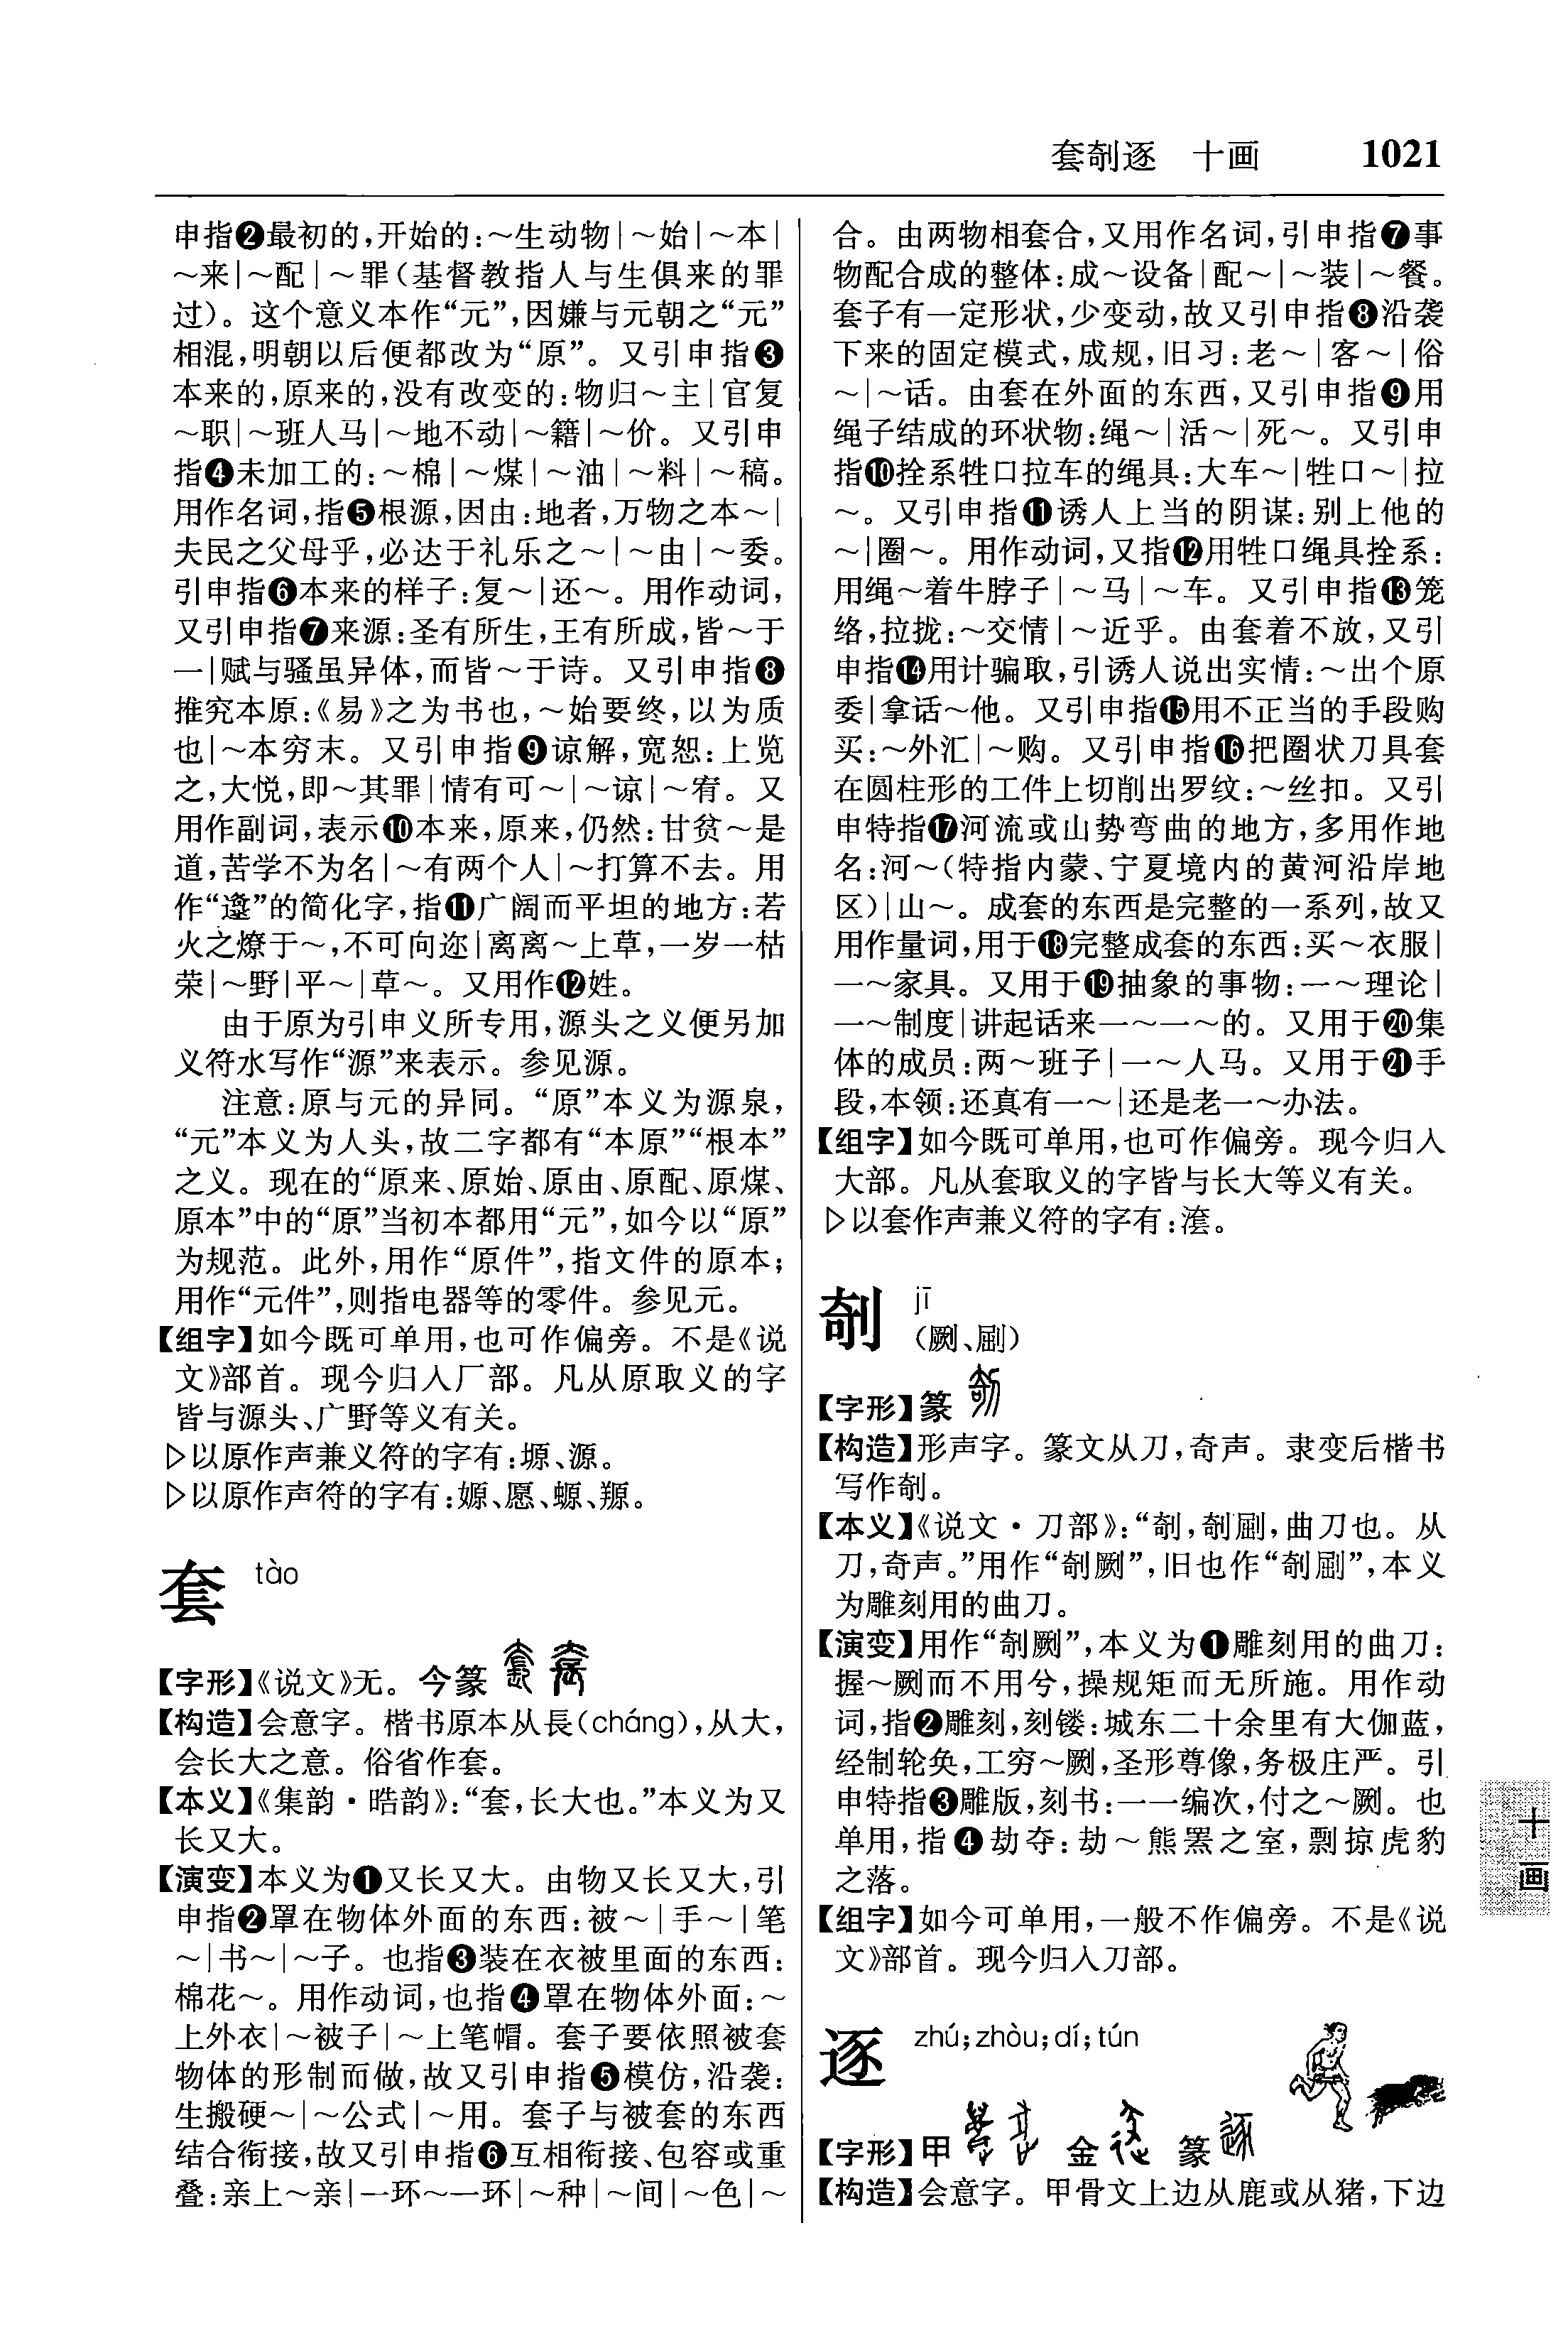 套剞逐　十画　1021
申指❷最初的,开始的:～生动物|～始|～本|
～来|～配|～罪(基督教指人与生俱来的罪
过)。这个意义本作“元”,因嫌与元朝之“元”
相混,明朝以后便都改为“原”。又引申指❸
本来的,原来的,没有改变的:物归～主|官复
～职|～班人马|～地不动|～籍|～价。又引申
指❹未加工的:～棉|～煤|～油|～料|～稿。
用作名词,指❺根源,因由:地者,万物之本～|
夫民之父母乎,必达于礼乐之～|～由|～委。
引申指❻本来的样子:复～|还～。用作动词,
又引申指❼来源:圣有所生,王有所成,皆～于
一|赋与骚虽异体,而皆～于诗。又引申指❽
推究本原:《易》之为书也,～始要终,以为质
也|～本穷末。又引申指❾谅解,宽恕:上览
之,大悦,即～其罪|情有可～|～谅|～宥。又
用作副词,表示❿本来,原来,仍然:甘贫～是
道,苦学不为名|～有两个人|～打算不去。用
作“邍”的简化字,指⓫广阔而平坦的地方:若
火之燎于～,不可向迩|离离～上草,一岁一枯
荣|～野|平～|草～。又用作⓬姓。
由于原为引申义所专用,源头之义便另加
义符水写作“源”来表示。参见源。
注意:原与元的异同。“原”本义为源泉,
“元”本义为人头,故二字都有“本原”“根本”
之义。现在的“原来、原始、原由、原配、原煤、
原本”中的“原”当初本都用“元”,如今以“原”
为规范。此外,用作“原件”,指文件的原本;
用作“元件”,则指电器等的零件。参见元。
【组字】如今既可单用,也可作偏旁。不是《说
文》部首。现今归入厂部。凡从原取义的字
皆与源头、广野等义有关。
▷以原作声兼义符的字有:塬、源。
▷以原作声符的字有:嫄、愿、螈、羱。
套 tào
【字形】《说文》无。今篆
【构造】会意字。楷书原本从長(cháng),从大,
会长大之意。俗省作套。
【本义】《集韵·晧韵》:“套,长大也。”本义为又
长又大。
【演变】本义为❶又长又大。由物又长又大,引
申指❷罩在物体外面的东西:被～|手～|笔
～|书～|～子。也指❸装在衣被里面的东西:
棉花～。用作动词,也指❹罩在物体外面:～
上外衣|～被子|～上笔帽。套子要依照被套
物体的形制而做,故又引申指❺模仿,沿袭:
生搬硬～|～公式|～用。套子与被套的东西
结合衔接,故又引申指❻互相衔接、包容或重
叠:亲上～亲|一环～一环|～种|～间|～色|～
合。由两物相套合,又用作名词,引申指❼事
物配合成的整体:成～设备|配～|～装|～餐。
套子有一定形状,少变动,故又引申指❽沿袭
下来的固定模式,成规,旧习:老～|客～|俗
～|～话。由套在外面的东西,又引申指❾用
绳子结成的环状物:绳～|活～|死～。又引申
指❿拴系牲口拉车的绳具:大车～|牲口～|拉
～。又引申指⓫诱人上当的阴谋:别上他的
～|圈～。用作动词,又指⓬用牲口绳具拴系:
用绳～着牛脖子|～马|～车。又引申指⓭笼
络,拉拢:～交情|～近乎。由套着不放,又引
申指⓮用计骗取,引诱人说出实情:～出个原
委|拿话～他。又引申指⓯用不正当的手段购
买:～外汇|～购。又引申指⓰把圈状刀具套
在圆柱形的工件上切削出罗纹:～丝扣。又引
申特指⓱河流或山势弯曲的地方,多用作地
名:河～(特指内蒙、宁夏境内的黄河沿岸地
区)|山～。成套的东西是完整的一系列,故又
用作量词,用于⓲完整成套的东西:买～衣服|
一～家具。又用于⓳抽象的事物:一～理论|
一～制度|讲起话来一～一～的。又用于⓴集
体的成员:两～班子|一～人马。又用于㉑手
段,本领:还真有一～|还是老一～办法。
【组字】如今既可单用,也可作偏旁。现今归入
大部。凡从套取义的字皆与长大等义有关。
▷以套作声兼义符的字有:㴞。
剞 jī
(劂、剧)
【字形】篆
【构造】形声字。篆文从刀,奇声。隶变后楷书
写作剞。
【本义】《说文·刀部》:“剞,剞剧,曲刀也。从
刀,奇声。”用作“剞劂”,旧也作“剞剧”,本义
为雕刻用的曲刀。
【演变】用作“剞劂”,本义为❶雕刻用的曲刀:
握～劂而不用兮,操规矩而无所施。用作动
词,指❷雕刻,刻镂:城东二十余里有大伽蓝,
经制轮奂,工穷～劂,圣形尊像,务极庄严。引
申特指❸雕版,刻书:一一编次,付之～劂。也
单用,指❹劫夺:劫～熊罴之室,剽掠虎豹
之落。
【组字】如今可单用,一般不作偏旁。不是《说
文》部首。现今归入刀部。
逐 zhú;zhòu;dí;tún
【字形】甲　金　篆
【构造】会意字。甲骨文上边从鹿或从猪,下边
十画